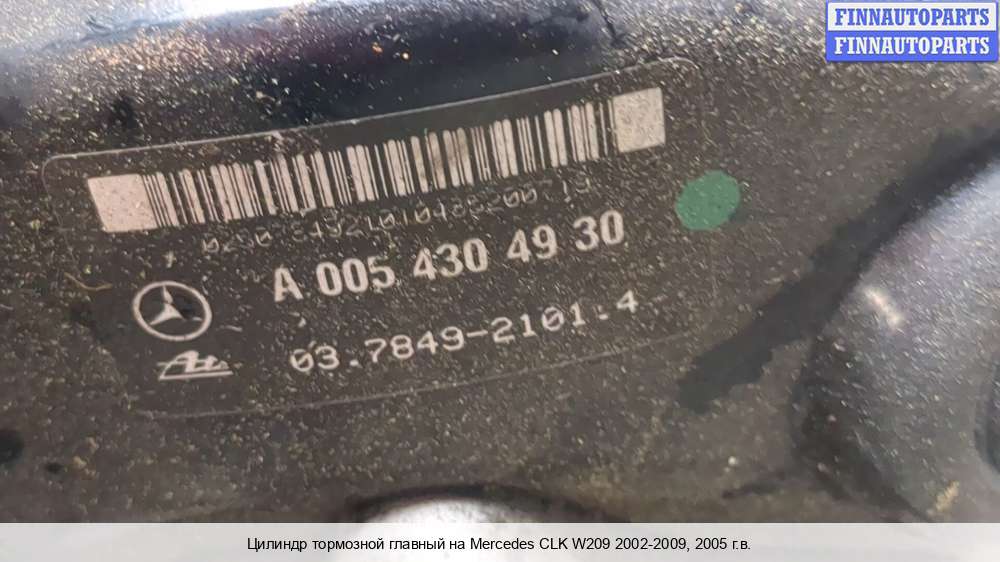 FINNAUTOPARTS
FINNAUTOPARTS
A 005 430 49 30
Ate
03.7849-2101.4
Цилиндр тормозной главный на Mercedes CLK W209 2002-2009, 2005 г.в.